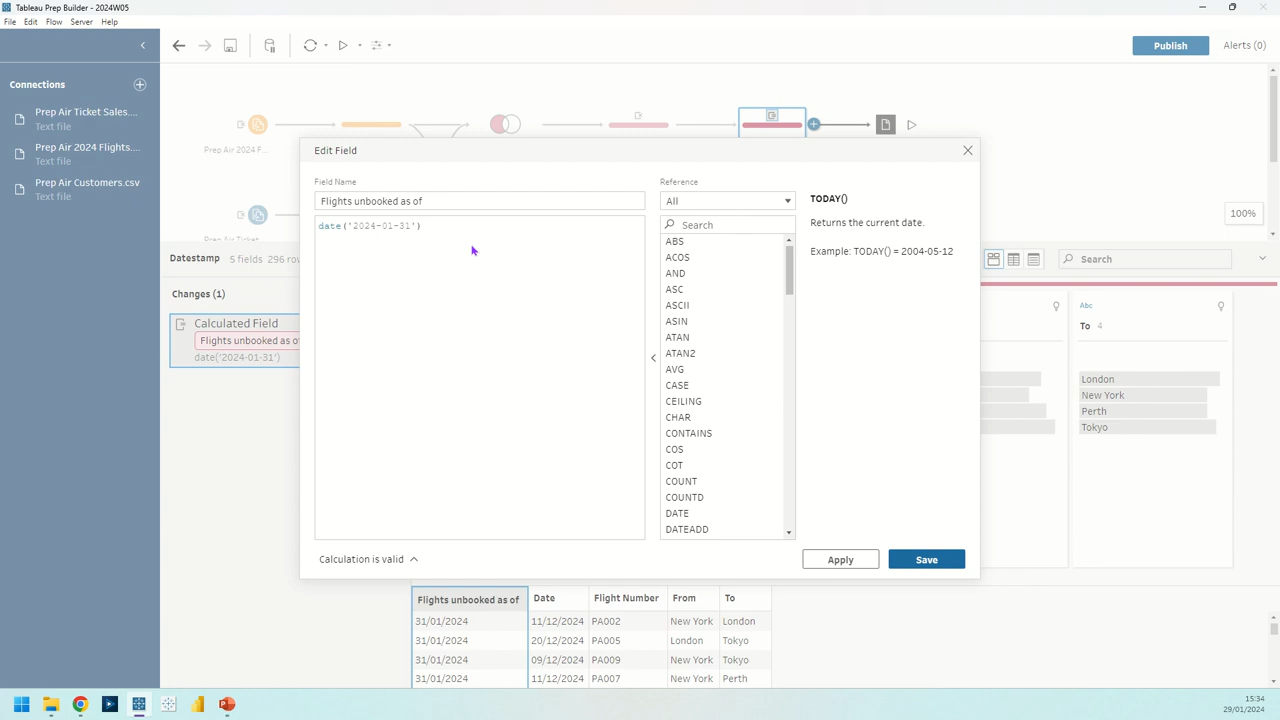 Tableau Prep Builder - 2024W05
File Edit Flow Server Help
Publish
Alerts (0)
Connections
Prep Air Ticket Sales....
Text file
Prep Air 2024 Flights....
Text file
Prep Air Customers.csv
Text file
Prep Air 2024 F...
Prep Air Ticket
100%
Datestamp 5 fields 296 row
Search
Changes (1)
Calculated Field
Flights unbooked as of
date('2024-01-31')
Edit Field
Field Name
Flights unbooked as of
date('2024-01-31')
Reference
All
Search
ABS
ACOS
AND
ASC
ASCII
ASIN
ATAN
ATAN2
AVG
CASE
CEILING
CHAR
CONTAINS
COS
COT
COUNT
COUNTD
DATE
DATEADD
TODAY()
Returns the current date.
Example: TODAY() = 2004-05-12
Calculation is valid
Apply
Save
Abc
To 4
London
New York
Perth
Tokyo
Flights unbooked as of Date Flight Number From To
31/01/2024 11/12/2024 PA002 New York London
31/01/2024 20/12/2024 PA005 London Tokyo
31/01/2024 09/12/2024 PA009 New York Tokyo
31/01/2024 11/12/2024 PA007 New York Perth
15:34
29/01/2024